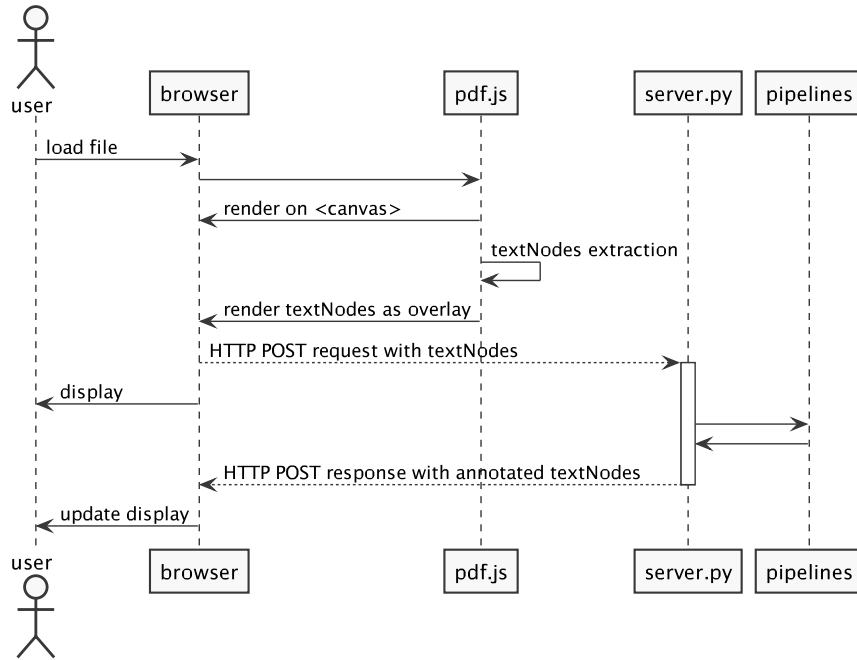 user
browser
pdf.js
server.py
pipelines
load file
render on <canvas>
textNodes extraction
render textNodes as overlay
HTTP POST request with textNodes
display
HTTP POST response with annotated textNodes
update display
user
browser
pdf.js
server.py
pipelines